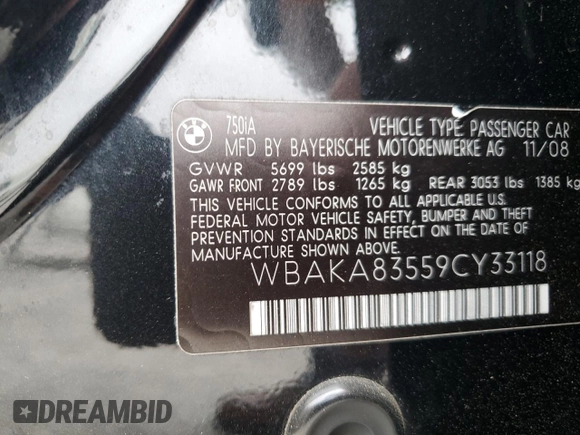 BMW
750iA
VEHICLE TYPE PASSENGER CAR
MFD BY BAYERISCHE MOTORENWERKE AG 11/08
GVWR 5699 lbs 2585 kg
GAWR FRONT 2789 lbs 1265 kg REAR 3053 lbs 1385 kg
THIS VEHICLE CONFORMS TO ALL APPLICABLE U.S.
FEDERAL MOTOR VEHICLE SAFETY, BUMPER AND THEFT
PREVENTION STANDARDS IN EFFECT ON THE DATE OF
MANUFACTURE SHOWN ABOVE.
WBAKA83559CY33118
DREAMBID